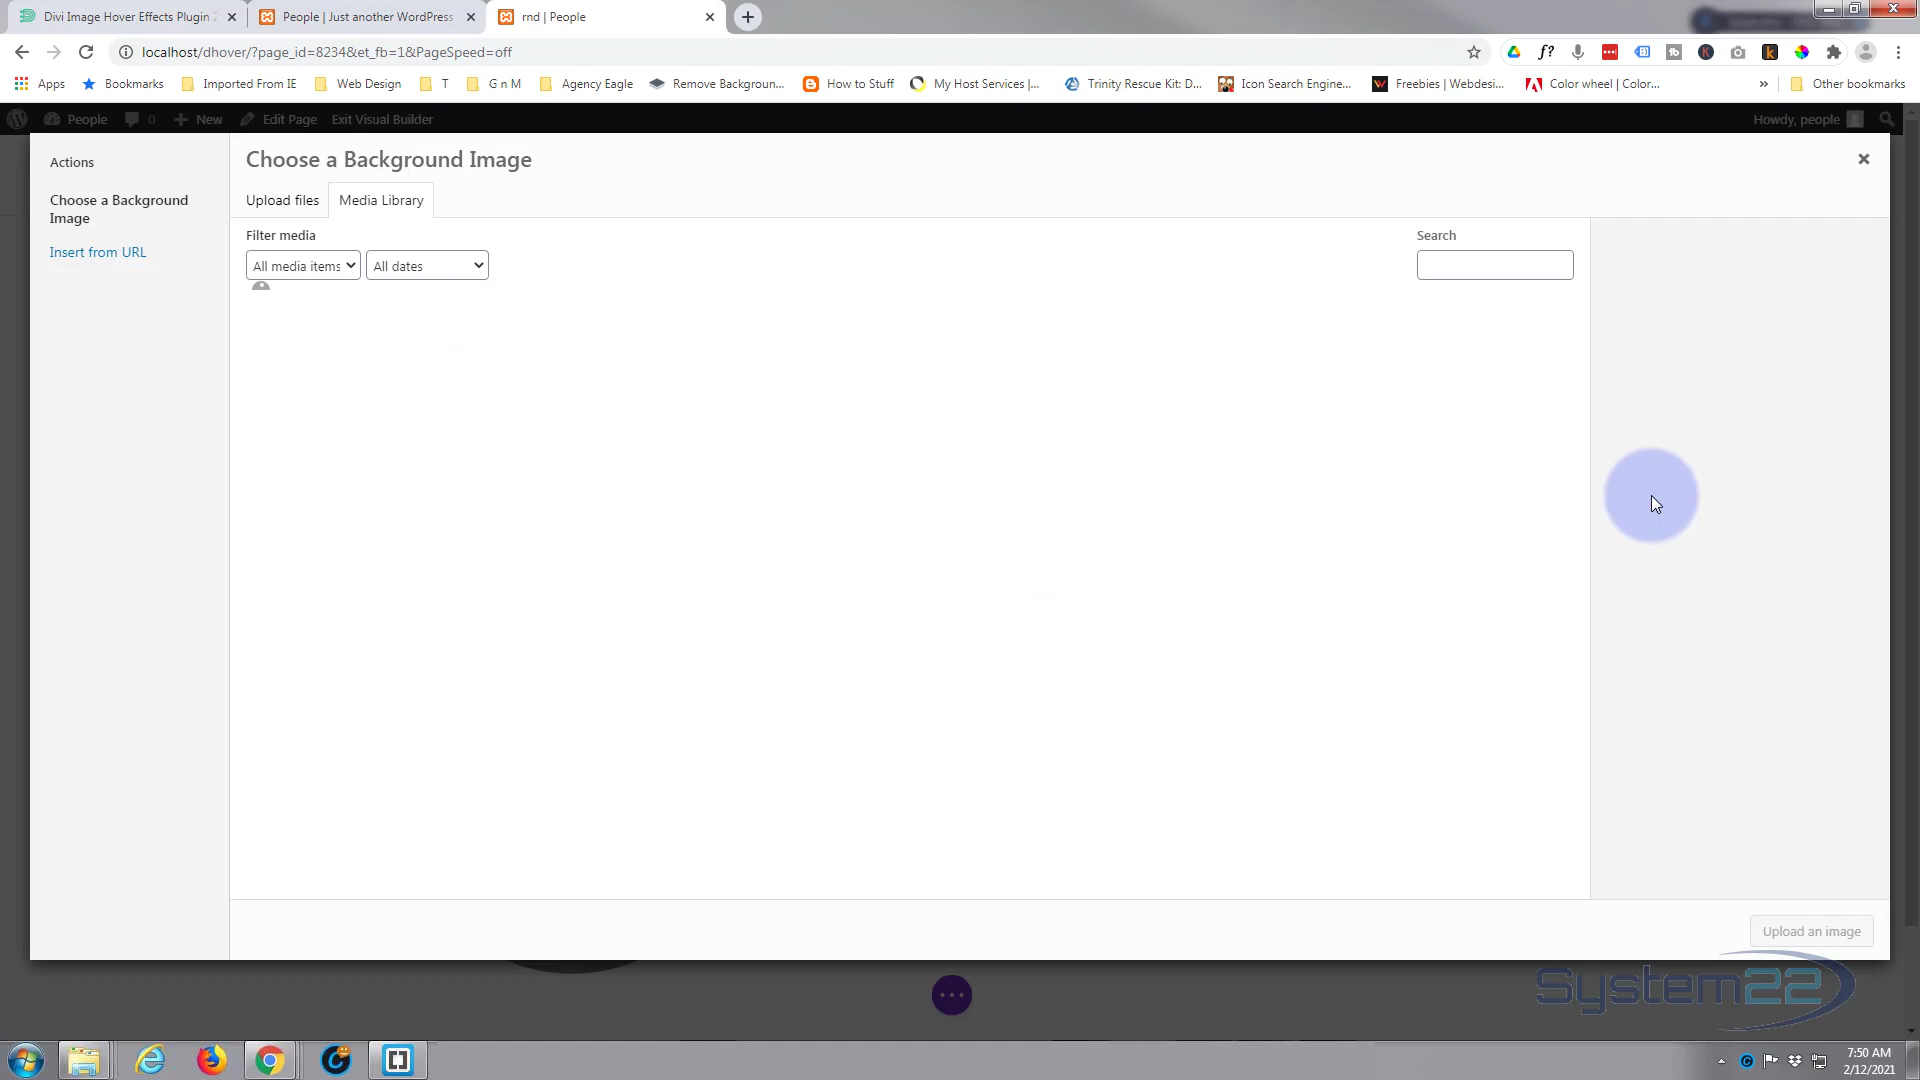 Divi Image Hover Effects Plugin 2
People | Just another WordPress
rnd | People
localhost/dhover/?page_id=8234&et_fb=1&PageSpeed=off
Apps
Bookmarks
Imported From IE
Web Design
T
G n M
Agency Eagle
Remove Backgroun...
How to Stuff
My Host Services |...
Trinity Rescue Kit: D...
Icon Search Engine...
Freebies | Webdesi...
Color wheel | Color...
»
Other bookmarks
People
0
New
Edit Page
Exit Visual Builder
Howdy, people
Actions
Choose a Background
Image
Insert from URL
Choose a Background Image
Upload files
Media Library
Filter media
All media items
All dates
Search
Upload an image
System22
7:50 AM
2/12/2021